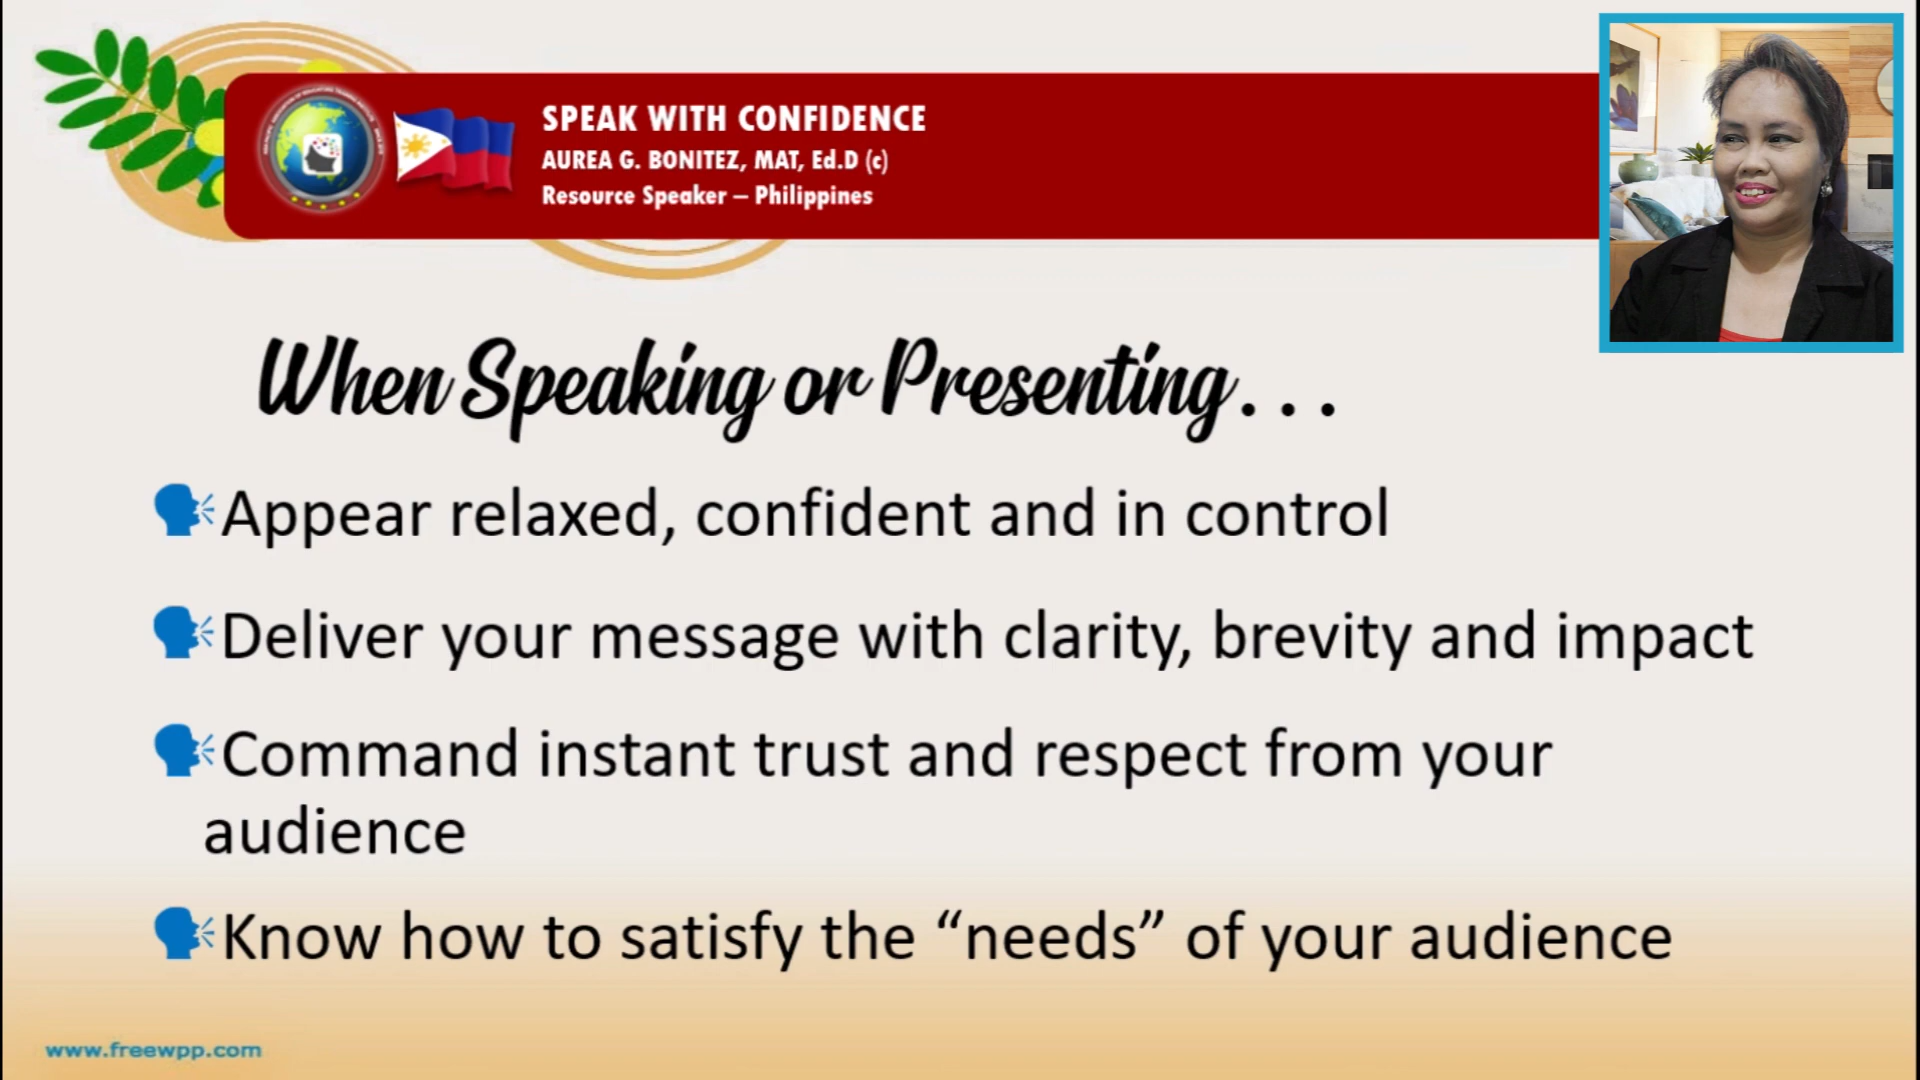 SPEAK WITH CONFIDENCE
AUREA G. BONITEZ, MAT, Ed.D (c)
Resource Speaker – Philippines
When Speaking or Presenting...
Appear relaxed, confident and in control
Deliver your message with clarity, brevity and impact
Command instant trust and respect from your
audience
Know how to satisfy the “needs” of your audience
www.freewpp.com